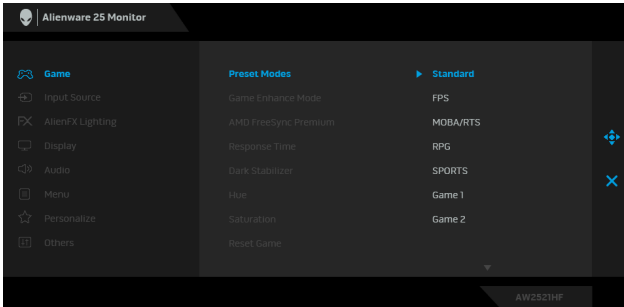 Alienware 25 Monitor
Game Preset Modes Standard
Input Source Game Enhance Mode FPS
AlienFX Lighting AMD FreeSync Premium MOBA/RTS
Display Response Time RPG
Audio Dark Stabilizer SPORTS
Menu Hue Game 1
Personalize Saturation Game 2
Others Reset Game
AW2521HF